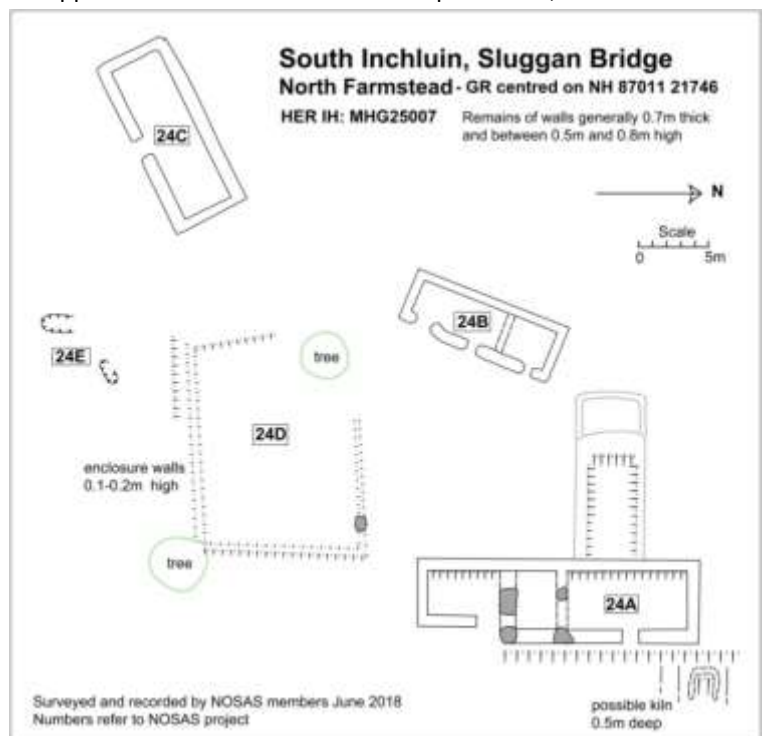 South Inchluin, Sluggan Bridge
North Farmstead - GR centred on NH 87011 21746
HER IH: MHG25007
Remains of walls generally 0.7m thick
and between 0.5m and 0.8m high
24C
N
Scale
0 5m
24B
24E
tree
24D
enclosure walls
0.1-0.2m high
tree
24A
possible kiln
0.5m deep
Surveyed and recorded by NOSAS members June 2018
Numbers refer to NOSAS project